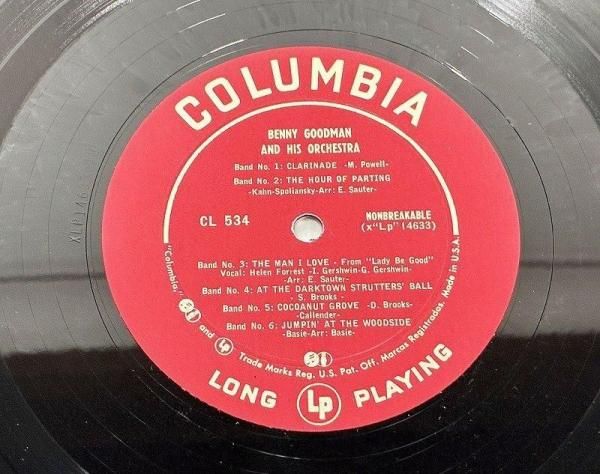 COLUMBIA
BENNY GOODMAN
AND HIS ORCHESTRA
Band No. 1: CLARINADE -M. Powell-
Band No. 2: THE HOUR OF PARTING
-Kahn-Spoliansky-Arr: E. Sauter-
CL 534
NONBREAKABLE
(x"Lp"(4633)
Band No. 3: THE MAN I LOVE - From "Lady Be Good"
Vocal: Helen Forrest -I. Gershwin-G. Gershwin-
-Arr: E. Sauter-
Band No. 4: AT THE DARKTOWN STRUTTERS' BALL
- S. Brooks -
Band No. 5: COCOANUT GROVE -D. Brooks-
-Callender-
Band No. 6: JUMPIN' AT THE WOODSIDE
-Basie-Arr: Basie-
"Columbia," and Lp Trade Marks Reg. U.S. Pat. Off. Marcas Registradas. Made in U.S.A.
LONG Lp PLAYING